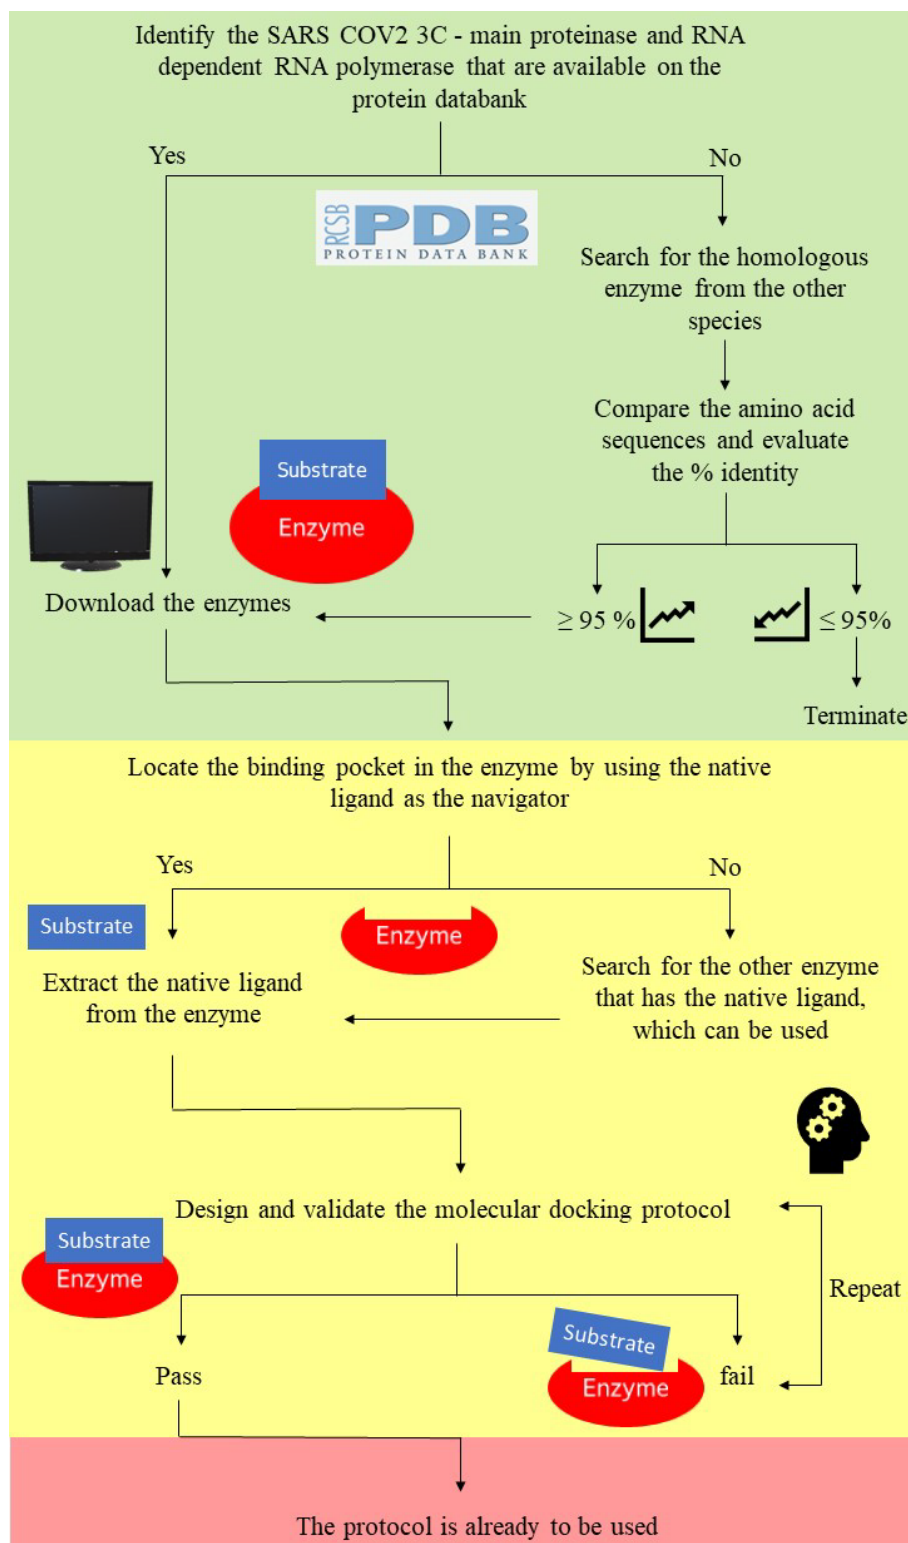 Identify the SARS COV2 3C - main proteinase and RNA
dependent RNA polymerase that are available on the
protein databank
Yes
No
RCSB
PDB
PROTEIN DATA BANK
Search for the homologous
enzyme from the other
species
Compare the amino acid
sequences and evaluate
the % identity
Substrate
Enzyme
Download the enzymes
≥ 95 %
≤ 95%
Terminate
Locate the binding pocket in the enzyme by using the native
ligand as the navigator
Yes
No
Substrate
Enzyme
Extract the native ligand
from the enzyme
Search for the other enzyme
that has the native ligand,
which can be used
Design and validate the molecular docking protocol
Substrate
Enzyme
Repeat
Pass
Substrate
Enzyme
fail
The protocol is already to be used